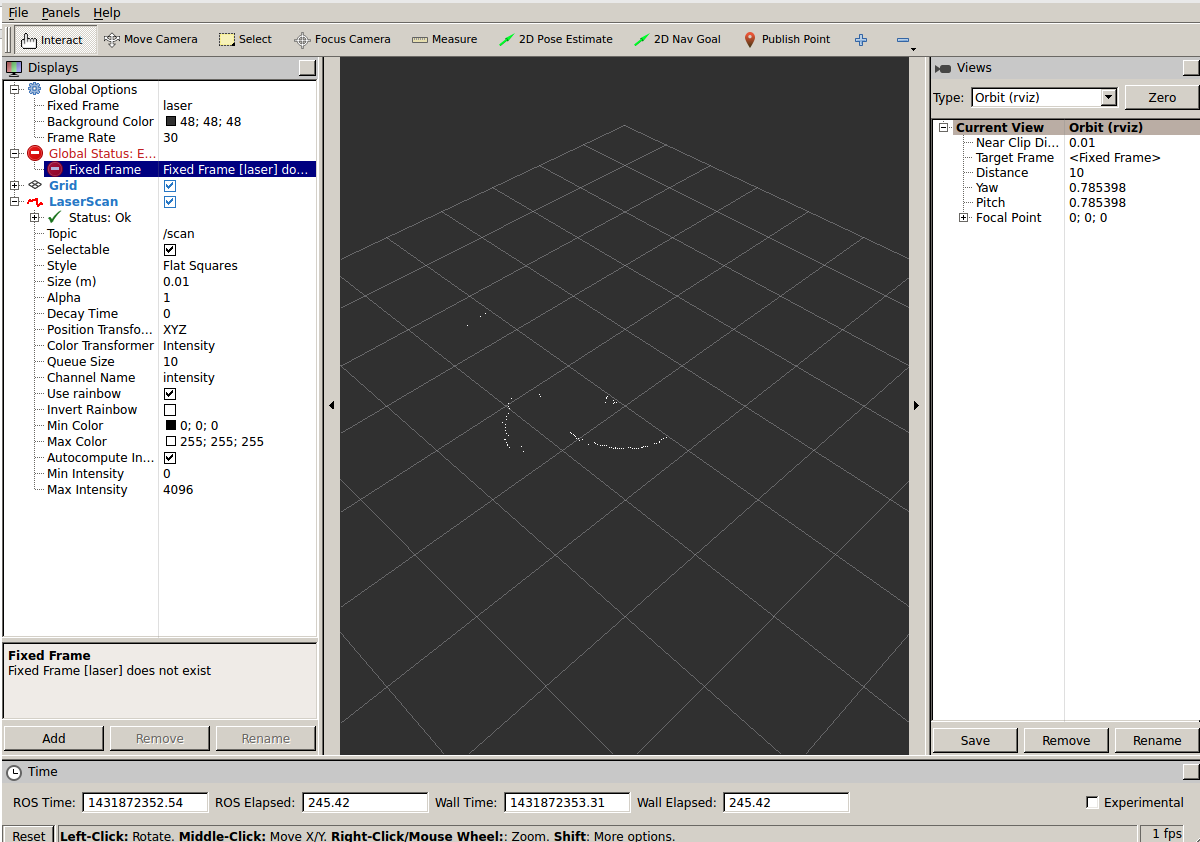 File Panels Help
Interact Move Camera Select Focus Camera Measure 2D Pose Estimate 2D Nav Goal Publish Point
Displays
Global Options
Fixed Frame laser
Background Color 48; 48; 48
Frame Rate 30
Global Status: E...
Fixed Frame Fixed Frame [laser] do...
Grid
LaserScan
Status: Ok
Topic /scan
Selectable
Style Flat Squares
Size (m) 0.01
Alpha 1
Decay Time 0
Position Transfo... XYZ
Color Transformer Intensity
Queue Size 10
Channel Name intensity
Use rainbow
Invert Rainbow
Min Color 0; 0; 0
Max Color 255; 255; 255
Autocompute In...
Min Intensity 0
Max Intensity 4096
Fixed Frame
Fixed Frame [laser] does not exist
Add Remove Rename
Views
Type: Orbit (rviz) Zero
Current View Orbit (rviz)
Near Clip Di... 0.01
Target Frame <Fixed Frame>
Distance 10
Yaw 0.785398
Pitch 0.785398
Focal Point 0; 0; 0
Save Remove Rename
Time
ROS Time: 1431872352.54 ROS Elapsed: 245.42 Wall Time: 1431872353.31 Wall Elapsed: 245.42 Experimental
Reset Left-Click: Rotate. Middle-Click: Move X/Y. Right-Click/Mouse Wheel:: Zoom. Shift: More options. 1 fps